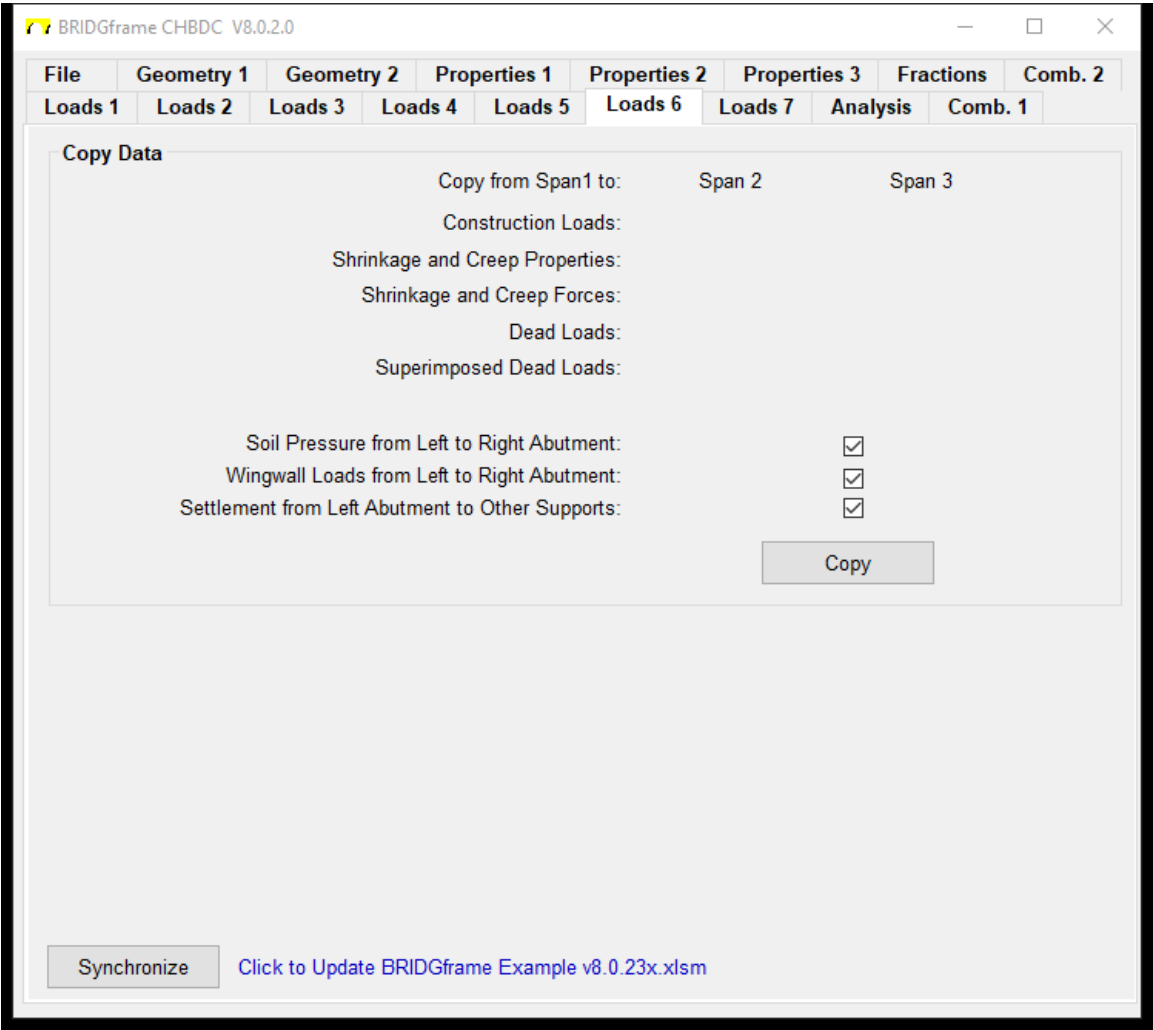 BRIDGframe CHBDC V8.0.2.0
File Geometry 1 Geometry 2 Properties 1 Properties 2 Properties 3 Fractions Comb. 2
Loads 1 Loads 2 Loads 3 Loads 4 Loads 5 Loads 6 Loads 7 Analysis Comb. 1
Copy Data
Copy from Span1 to: Span 2 Span 3
Construction Loads:
Shrinkage and Creep Properties:
Shrinkage and Creep Forces:
Dead Loads:
Superimposed Dead Loads:
Soil Pressure from Left to Right Abutment:
Wingwall Loads from Left to Right Abutment:
Settlement from Left Abutment to Other Supports:
Copy
Synchronize Click to Update BRIDGframe Example v8.0.23x.xlsm